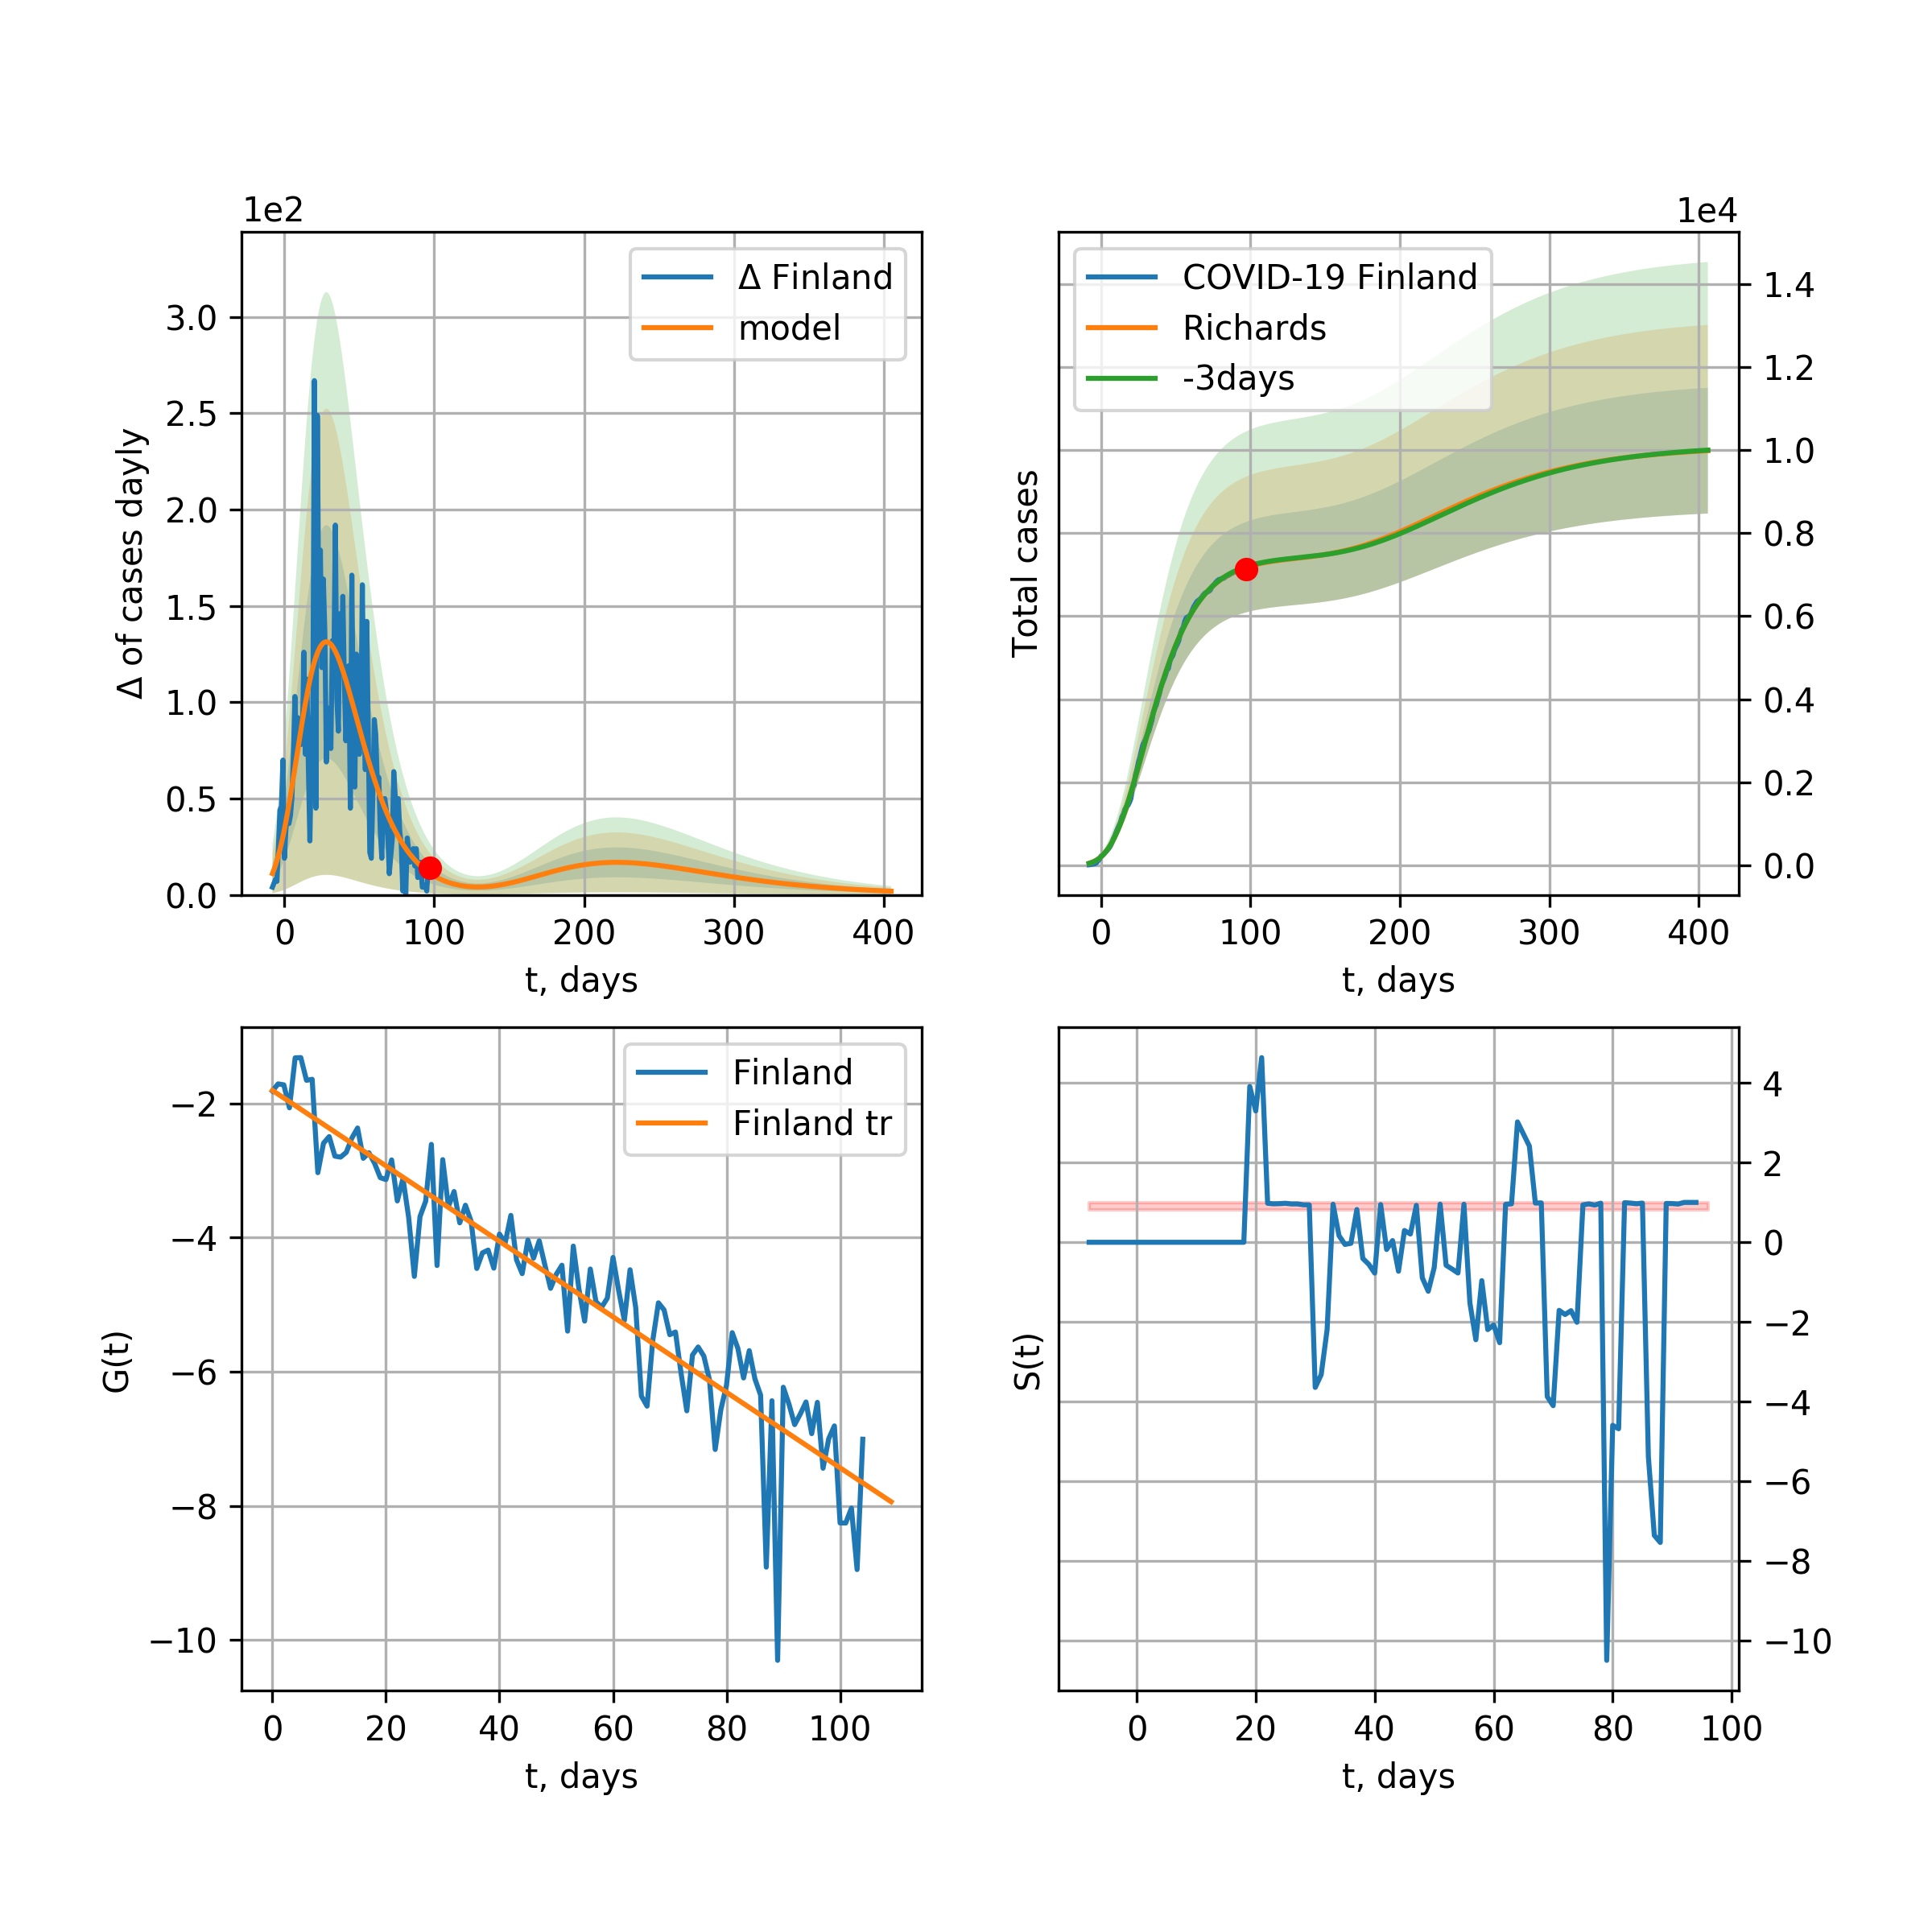 1e2
Δ of cases dayly
3.0
2.5
2.0
1.5
1.0
0.5
0.0
Δ Finland
model
0 100 200 300 400
t, days
1e4
Total cases
COVID-19 Finland
Richards
-3days
1.4
1.2
1.0
0.8
0.6
0.4
0.2
0.0
0 100 200 300 400
t, days
G(t)
−2
−4
−6
−8
−10
Finland
Finland tr
0 20 40 60 80 100
t, days
S(t)
4
2
0
−2
−4
−6
−8
−10
0 20 40 60 80 100
t, days